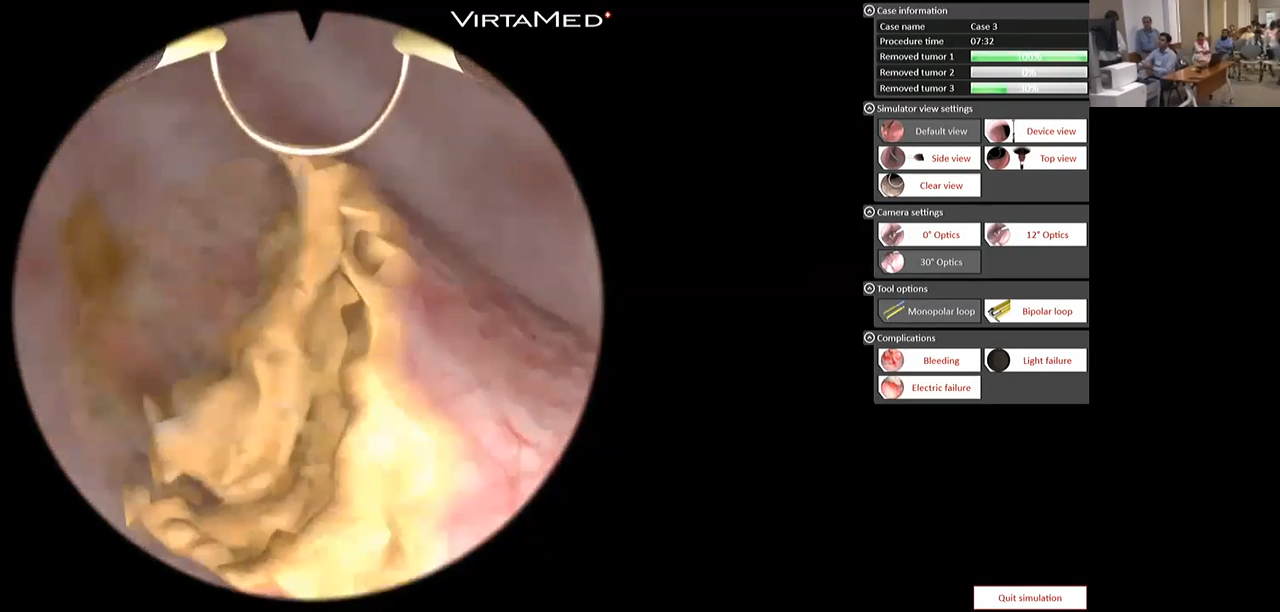 VIRTAMED
Case information
Case name Case 3
Procedure time 07:32
Removed tumor 1 100%
Removed tumor 2 0%
Removed tumor 3 30%
Simulator view settings
Default view Device view
Side view Top view
Clear view
Camera settings
0° Optics 12° Optics
30° Optics
Tool options
Monopolar loop Bipolar loop
Complications
Bleeding Light failure
Electric failure
Quit simulation